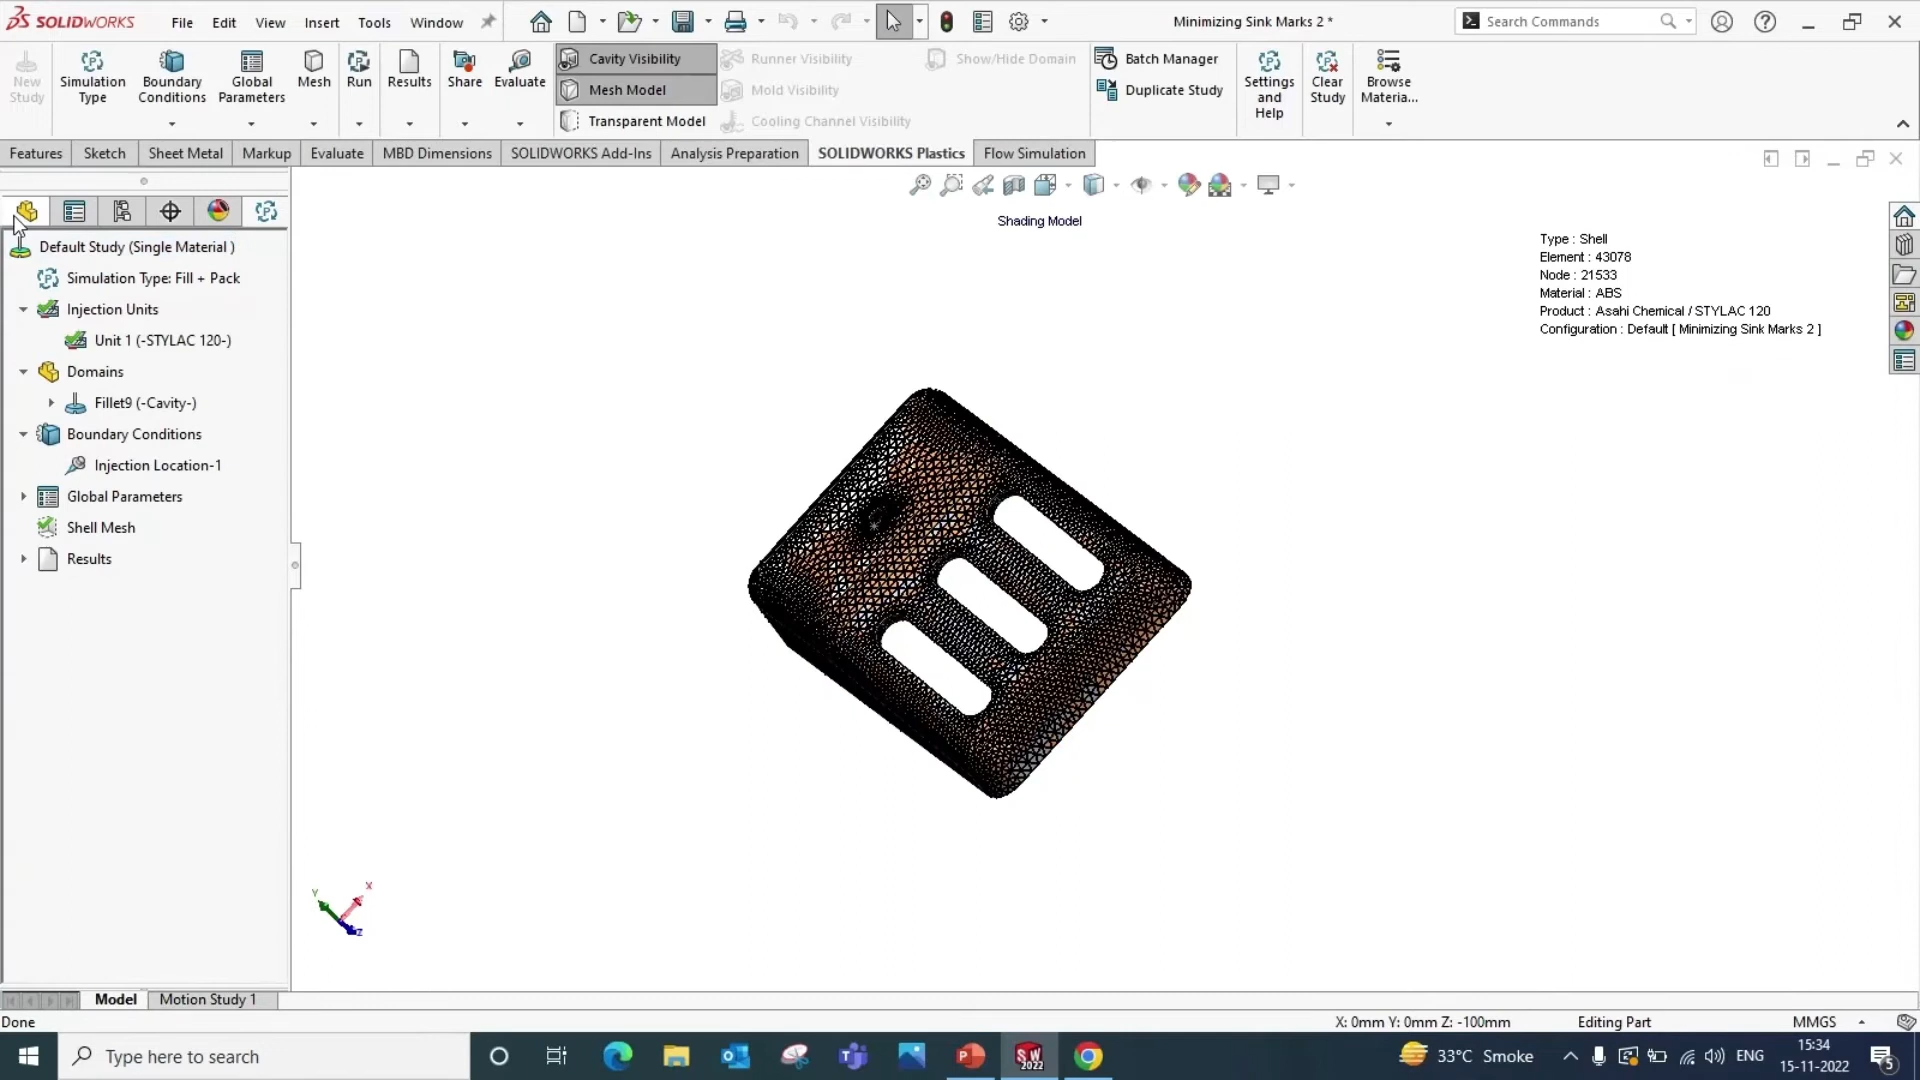 SOLIDWORKS
File Edit View Insert Tools Window
Minimizing Sink Marks 2 *
Search Commands
New Study
Simulation Type
Boundary Conditions
Global Parameters
Mesh
Run
Results
Share
Evaluate
Cavity Visibility
Mesh Model
Transparent Model
Runner Visibility
Mold Visibility
Cooling Channel Visibility
Show/Hide Domain
Batch Manager
Duplicate Study
Settings and Help
Clear Study
Browse Materia...
Features Sketch Sheet Metal Markup Evaluate MBD Dimensions SOLIDWORKS Add-Ins Analysis Preparation SOLIDWORKS Plastics Flow Simulation
Shading Model
Default Study (Single Material )
Simulation Type: Fill + Pack
Injection Units
Unit 1 (-STYLAC 120-)
Domains
Fillet9 (-Cavity-)
Boundary Conditions
Injection Location-1
Global Parameters
Shell Mesh
Results
Type : Shell
Element : 43078
Node : 21533
Material : ABS
Product : Asahi Chemical / STYLAC 120
Configuration : Default [ Minimizing Sink Marks 2 ]
Y X Z
Model Motion Study 1
Done
X: 0mm Y: 0mm Z: -100mm
Editing Part
MMGS
Type here to search
SW 2022
33°C Smoke
ENG
15:34
15-11-2022
5